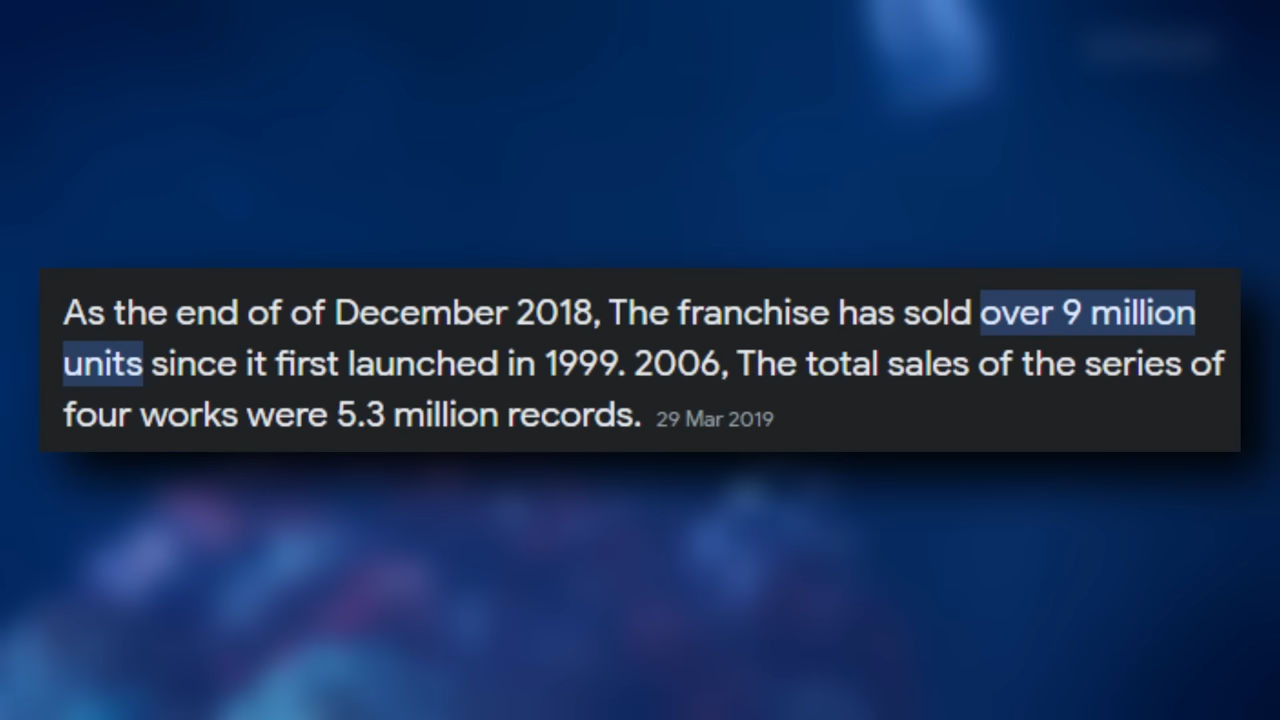 As the end of of December 2018, The franchise has sold over 9 million
units since it first launched in 1999. 2006, The total sales of the series of
four works were 5.3 million records. 29 Mar 2019